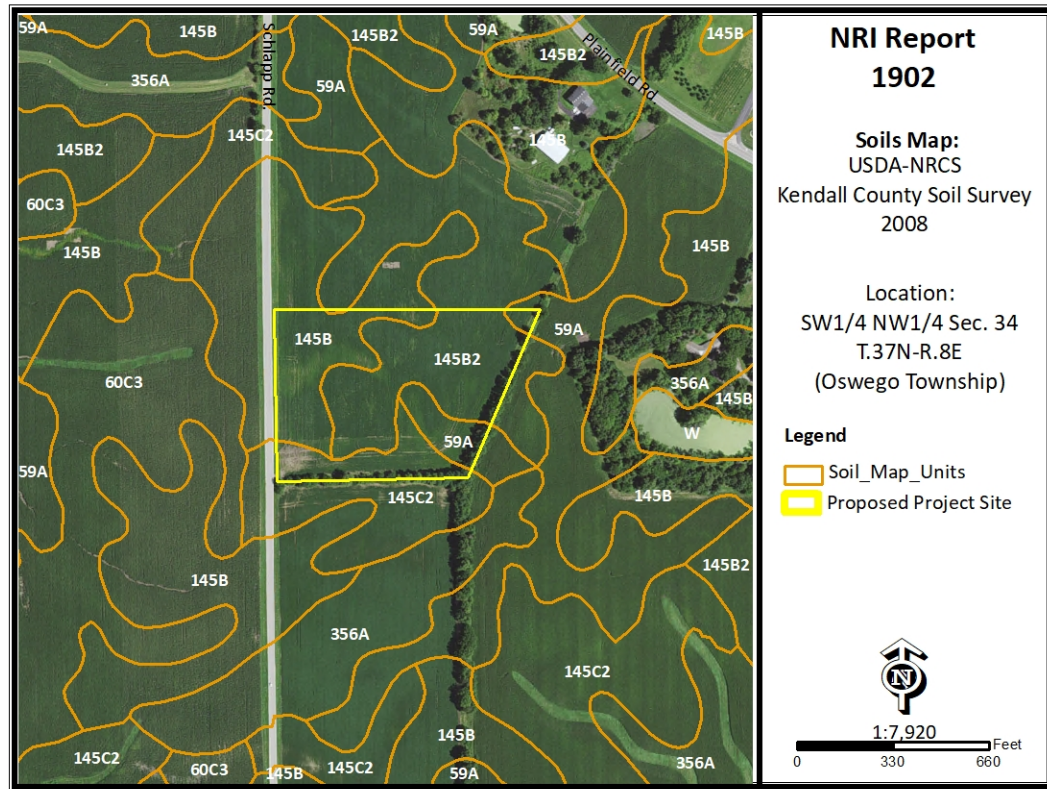 59A
145B
145B2
59A
145B
Schlapp Rd.
Plainfield Rd
145B2
356A
59A
145C2
145B
145B2
60C3
145B
145B
59A
145B
145B2
60C3
356A
145B
W
59A
59A
145C2
145B
145B2
145B
356A
145C2
145B
145C2
60C3
145B
145C2
59A
356A
NRI Report
1902
Soils Map:
USDA-NRCS
Kendall County Soil Survey
2008
Location:
SW1/4 NW1/4 Sec. 34
T.37N-R.8E
(Oswego Township)
Legend
Soil_Map_Units
Proposed Project Site
N
1:7,920
Feet
0 330 660